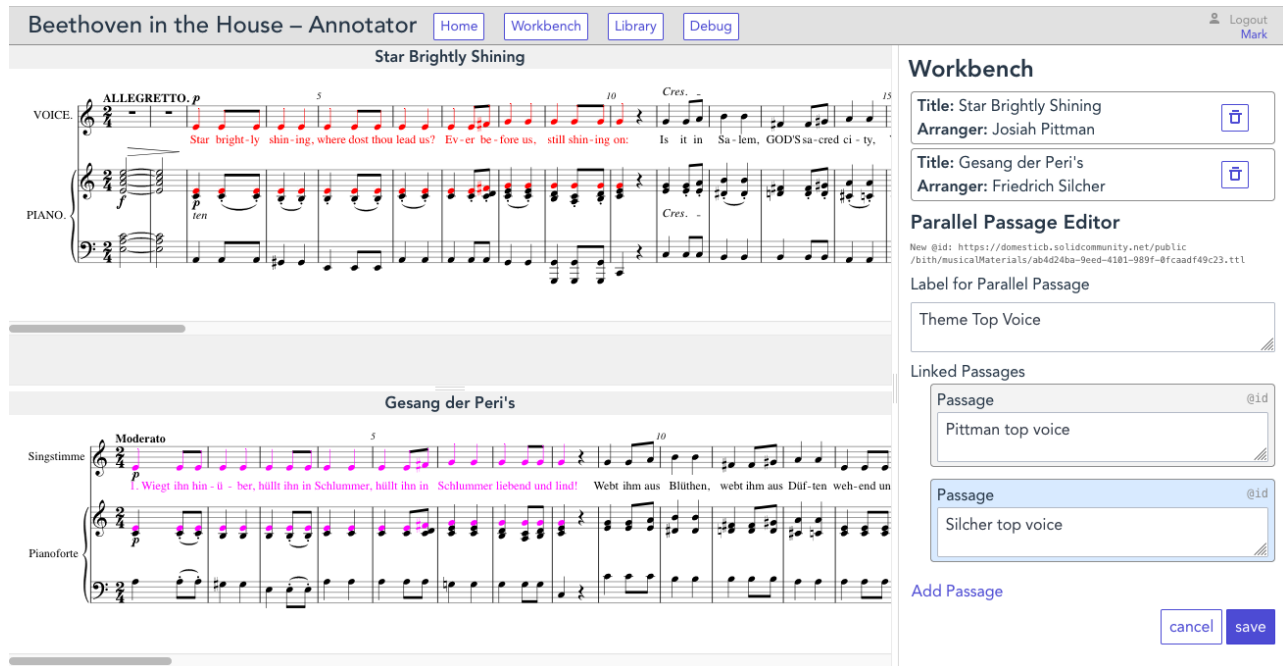 Beethoven in the House – Annotator Home Workbench Library Debug Logout
Mark
Star Brightly Shining
ALLEGRETTO. p 5 10 Cres. - 15
VOICE.
Star bright-ly shin-ing, where dost thou lead us? Ev-er be-fore us, still shin-ing on: Is it in Sa-lem, GOD'S sa-cred ci-ty,
f p
PIANO. ten Cres. -
Gesang der Peri's
Moderato 5 10
Singstimme
p
1. Wiegt ihn hin - ü - ber, hüllt ihn in Schlummer, hüllt ihn in Schlummer liebend und lind! Webt ihm aus Blüthen, webt ihm aus Düf-ten weh-end un
p
Pianoforte
Workbench
Title: Star Brightly Shining
Arranger: Josiah Pittman
Title: Gesang der Peri's
Arranger: Friedrich Silcher
Parallel Passage Editor
New @id: https://domesticb.solidcommunity.net/public
/bith/musicalMaterials/ab4d24ba-9eed-4101-989f-0fcaadf49c23.ttl
Label for Parallel Passage
Theme Top Voice
Linked Passages
Passage @id
Pittman top voice
Passage @id
Silcher top voice
Add Passage
cancel save